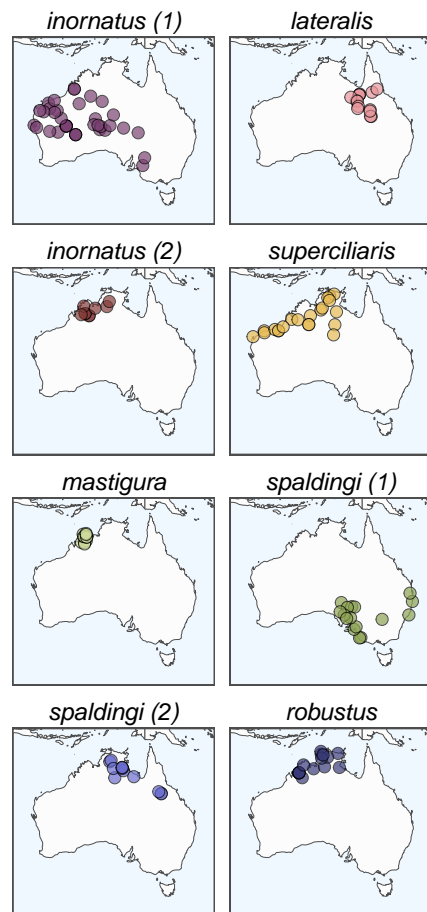 inornatus (1)
lateralis
inornatus (2)
superciliaris
mastigura
spaldingi (1)
spaldingi (2)
robustus